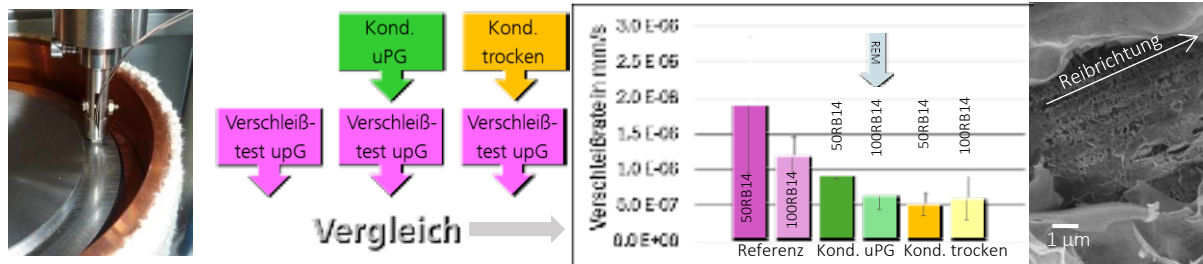 Kond.
uPG
Kond.
trocken
Verschleiß-
test upG
Verschleiß-
test upG
Verschleiß-
test upG
Vergleich
Verschleißrate in mm/s
3.0 E-06
2.5 E-06
2.0 E-06
1.5 E-06
1.0 E-06
5.0 E-07
0.0 E+00
REM
50RB14
100RB14
50RB14
100RB14
50RB14
100RB14
Referenz
Kond. uPG
Kond. trocken
Reibrichtung
1 µm